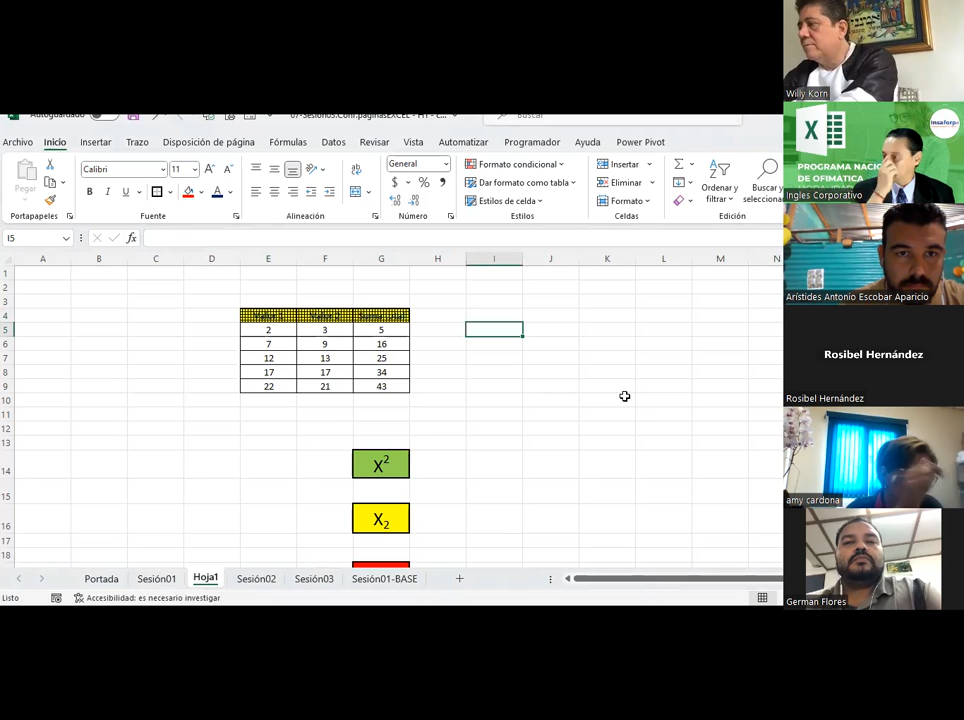 Autoguardado
Buscar
Archivo Inicio Insertar Trazo Disposición de página Fórmulas Datos Revisar Vista Automatizar Programador Ayuda Power Pivot
Pegar
Calibri 11
N K S
General
$ % 
Formato condicional
Dar formato como tabla
Estilos de celda
Insertar
Eliminar
Formato
Ordenar y filtrar
Buscar y
Portapapeles Fuente Alineación Número Estilos Celdas Edición
I5 fx
A B C D E F G H I J K L M N
1
2
3
4
5 2 3 5
6 7 9 16
7 12 13 25
8 17 17 34
9 22 21 43
10
11
12
13
14 X²
15
16 X₂
17
18
Portada Sesión01 Hoja1 Sesión02 Sesión03 Sesión01-BASE +
Listo Accesibilidad: es necesario investigar
Willy Korn
insaforp
PROGRAMA NACIO
DE OFIMATICA
Ingles Corporativo
Arístides Antonio Escobar Aparicio
Rosibel Hernández
Rosibel Hernández
amy cardona
German Flores